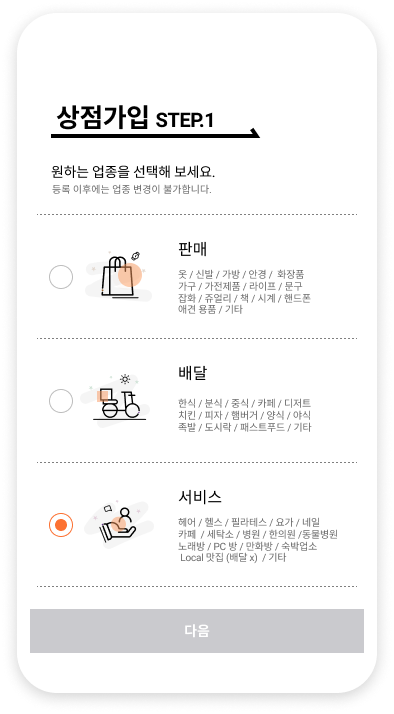 상점가입 STEP.1
원하는 업종을 선택해 보세요.
등록 이후에는 업종 변경이 불가합니다.
판매
옷 / 신발 / 가방 / 안경 / 화장품
가구 / 가전제품 / 라이프 / 문구
잡화 / 쥬얼리 / 책 / 시계 / 핸드폰
애견 용품 / 기타
배달
한식 / 분식 / 중식 / 카페 / 디저트
치킨 / 피자 / 햄버거 / 양식 / 야식
족발 / 도시락 / 패스트푸드 / 기타
서비스
헤어 / 헬스 / 필라테스 / 요가 / 네일
카페 / 세탁소 / 병원 / 한의원 /동물병원
노래방 / PC 방 / 만화방 / 숙박업소
Local 맛집 (배달 x) / 기타
다음